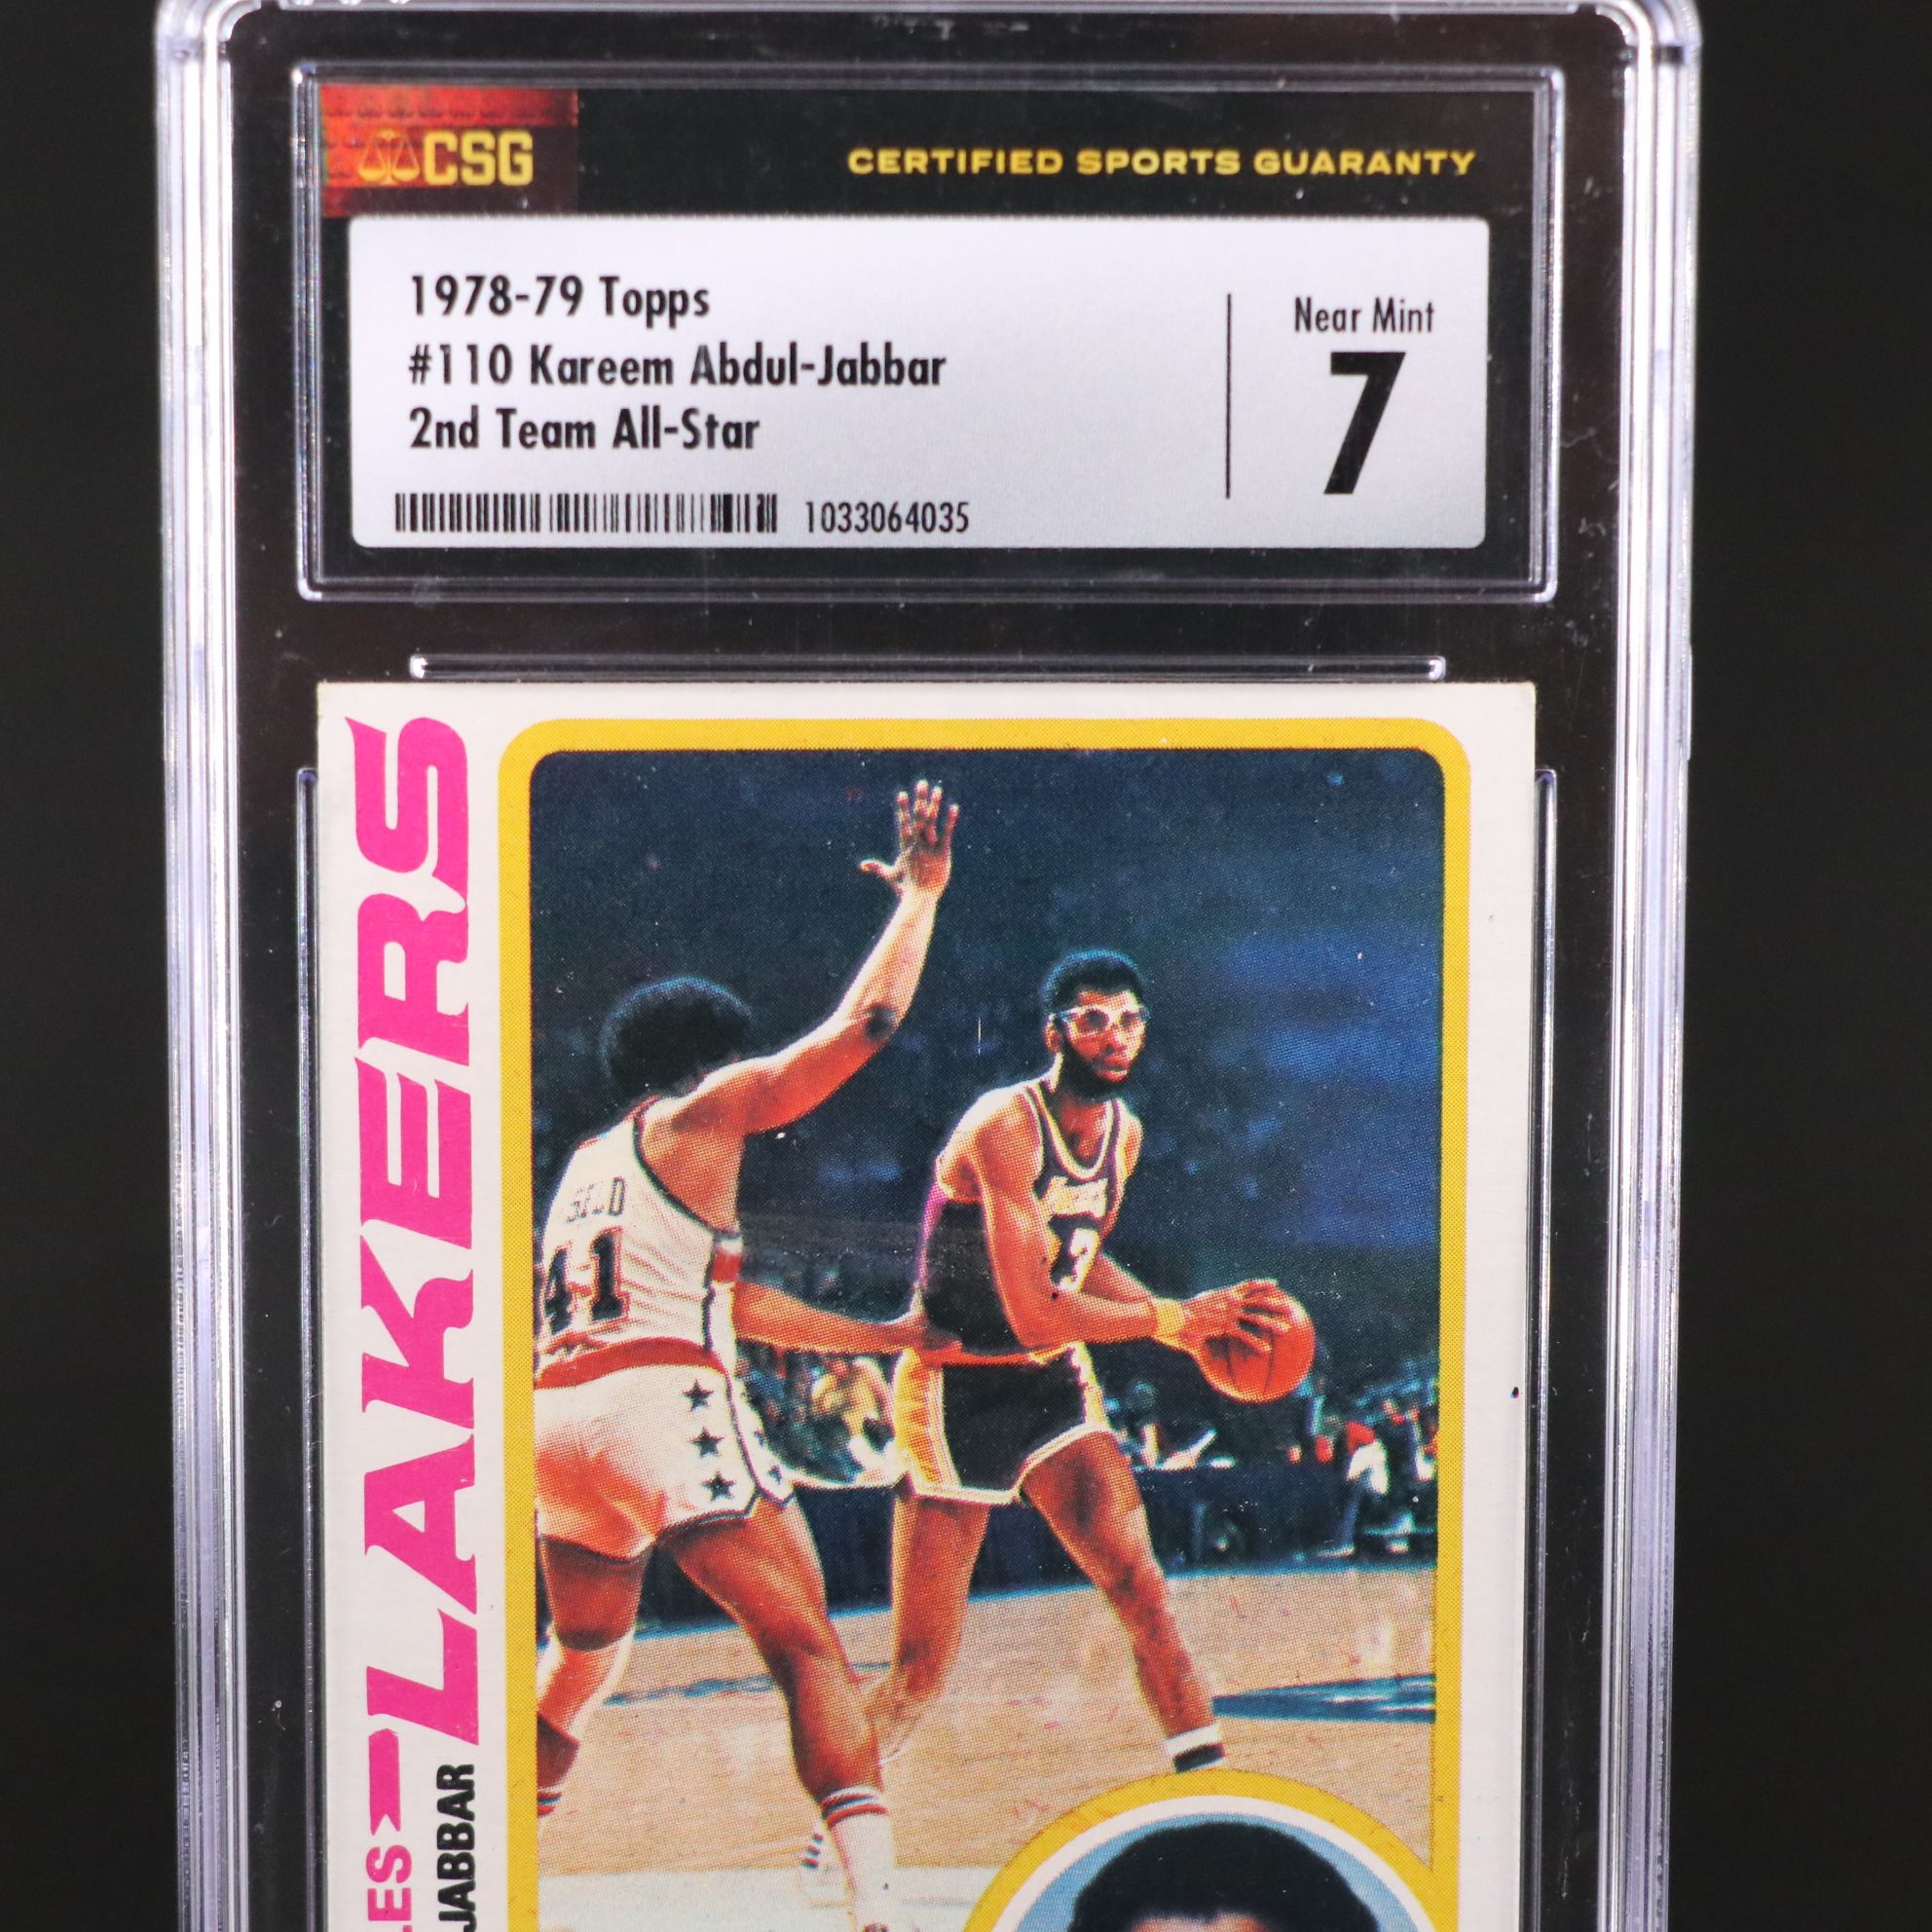 CSG
CERTIFIED SPORTS GUARANTY
1978-79 Topps
#110 Kareem Abdul-Jabbar
2nd Team All-Star
1033064035
Near Mint
7
LAKERS
LES
JABBAR
41